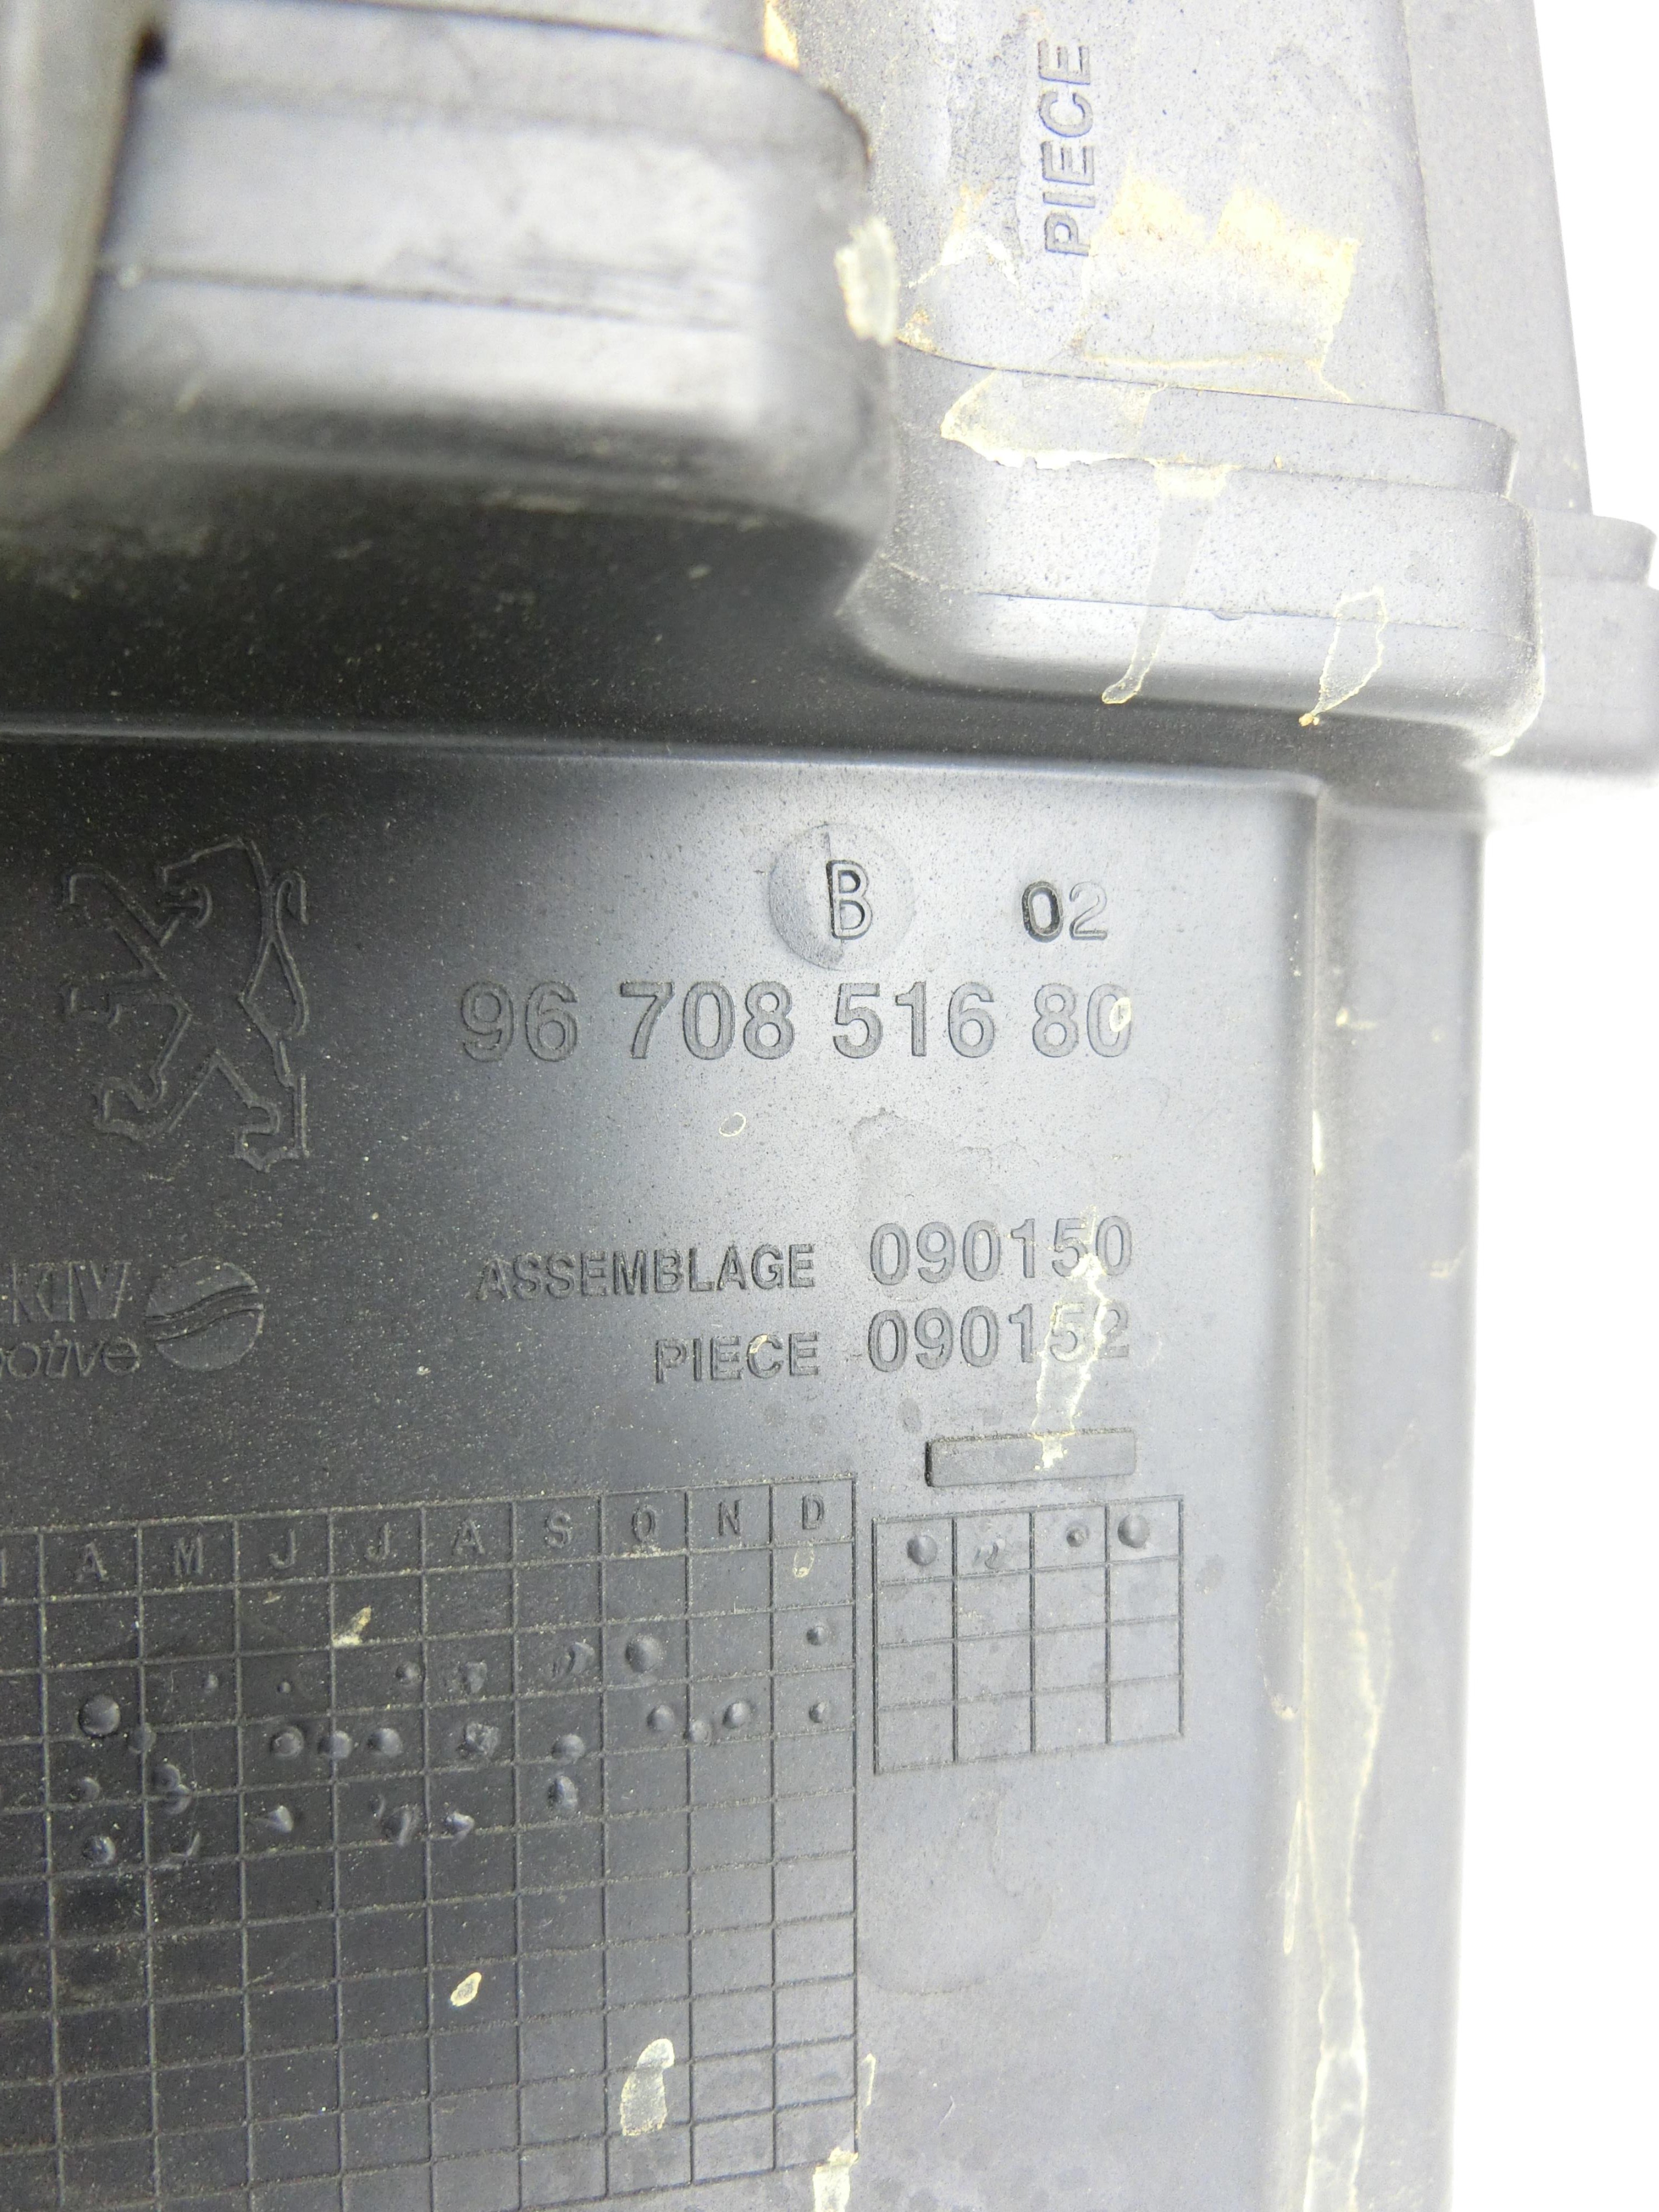 PIECE
B 02
96 708 516 80
ASSEMBLAGE 090150
PIECE 090152
A M J J A S O N D